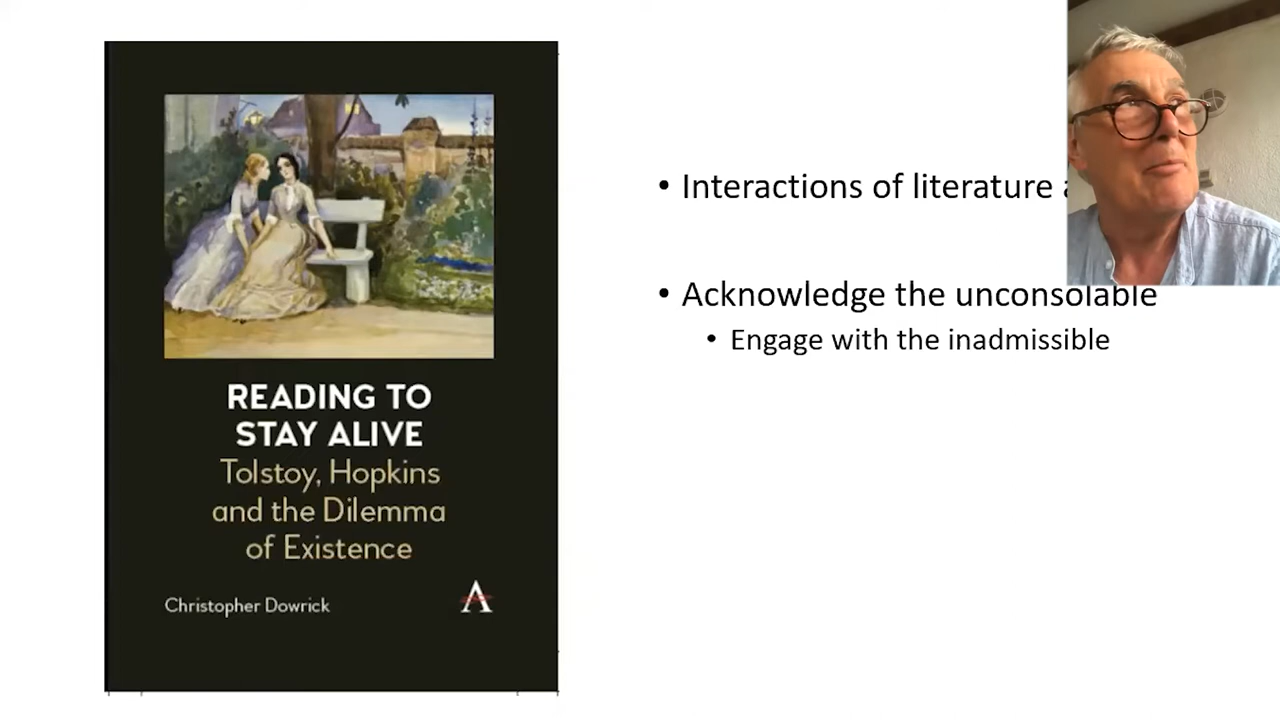 READING TO
STAY ALIVE
Tolstoy, Hopkins
and the Dilemma
of Existence
Christopher Dowrick
A
• Interactions of literature
• Acknowledge the unconsolable
• Engage with the inadmissible